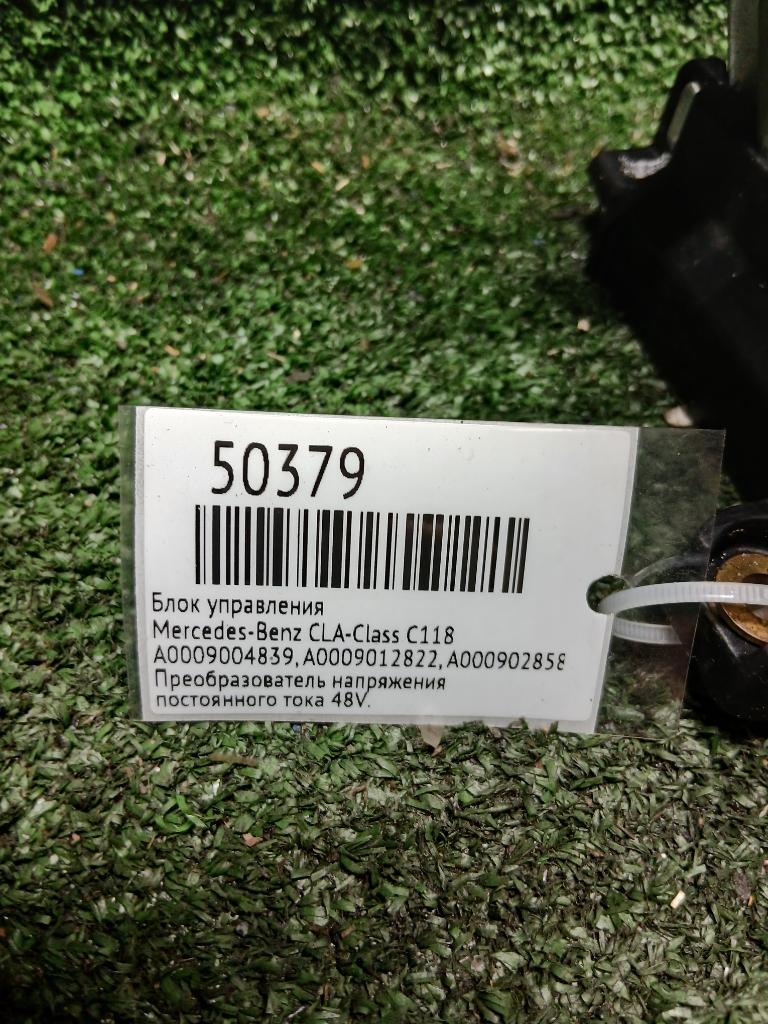 50379
Блок управления
Mercedes-Benz CLA-Class C118
A0009004839, A0009012822, A000902858
Преобразователь напряжения
постоянного тока 48V.